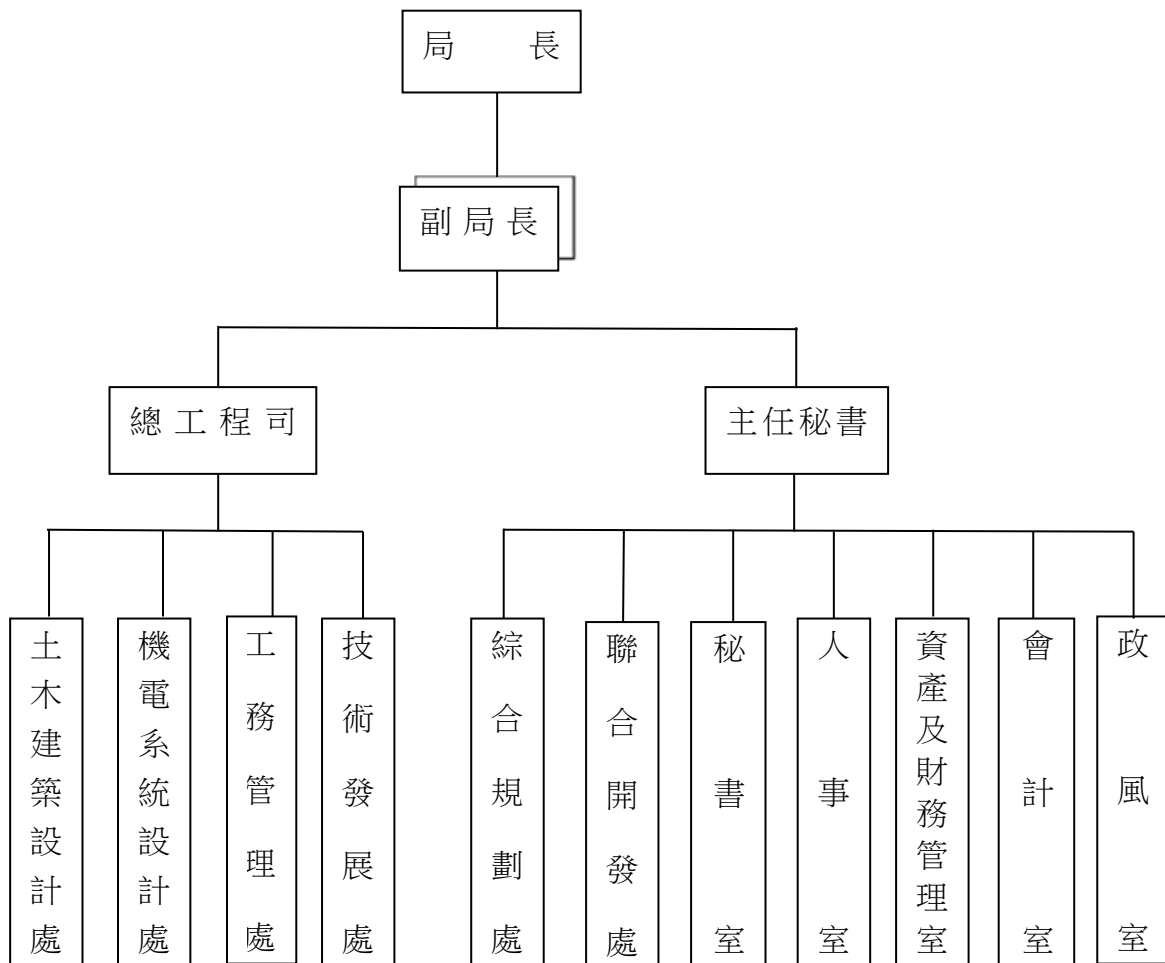 局長
副局長
總工程司
主任秘書
土木建築設計處
機電系統設計處
工務管理處
技術發展處
綜合規劃處
聯合開發處
秘書室
人事室
資產及財務管理室
會計室
政風室